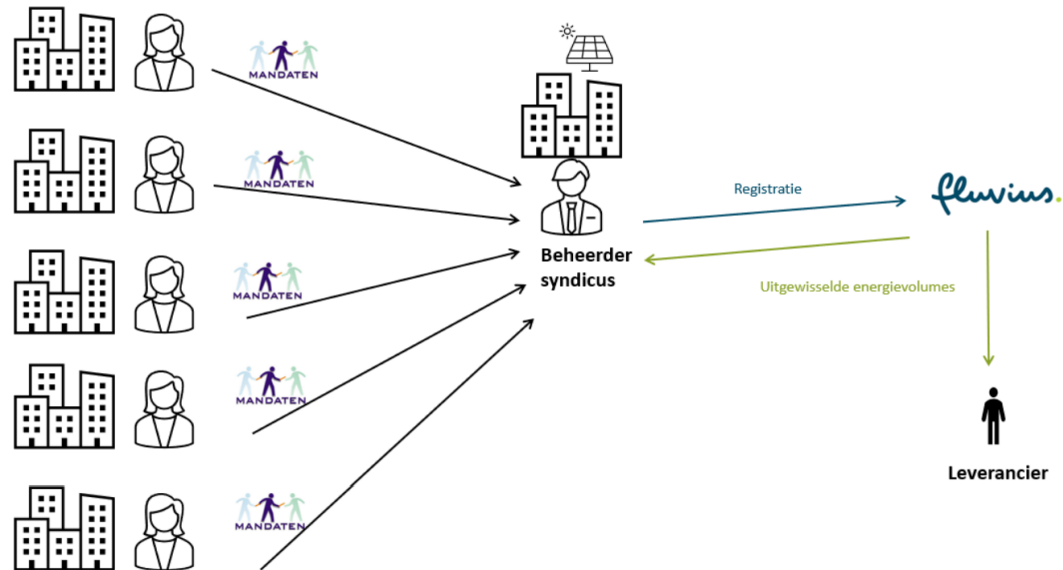 MANDATEN
MANDATEN
MANDATEN
MANDATEN
MANDATEN
Beheerder
syndicus
Registratie
fluvius.
Uitgewisselde energievolumes
Leverancier